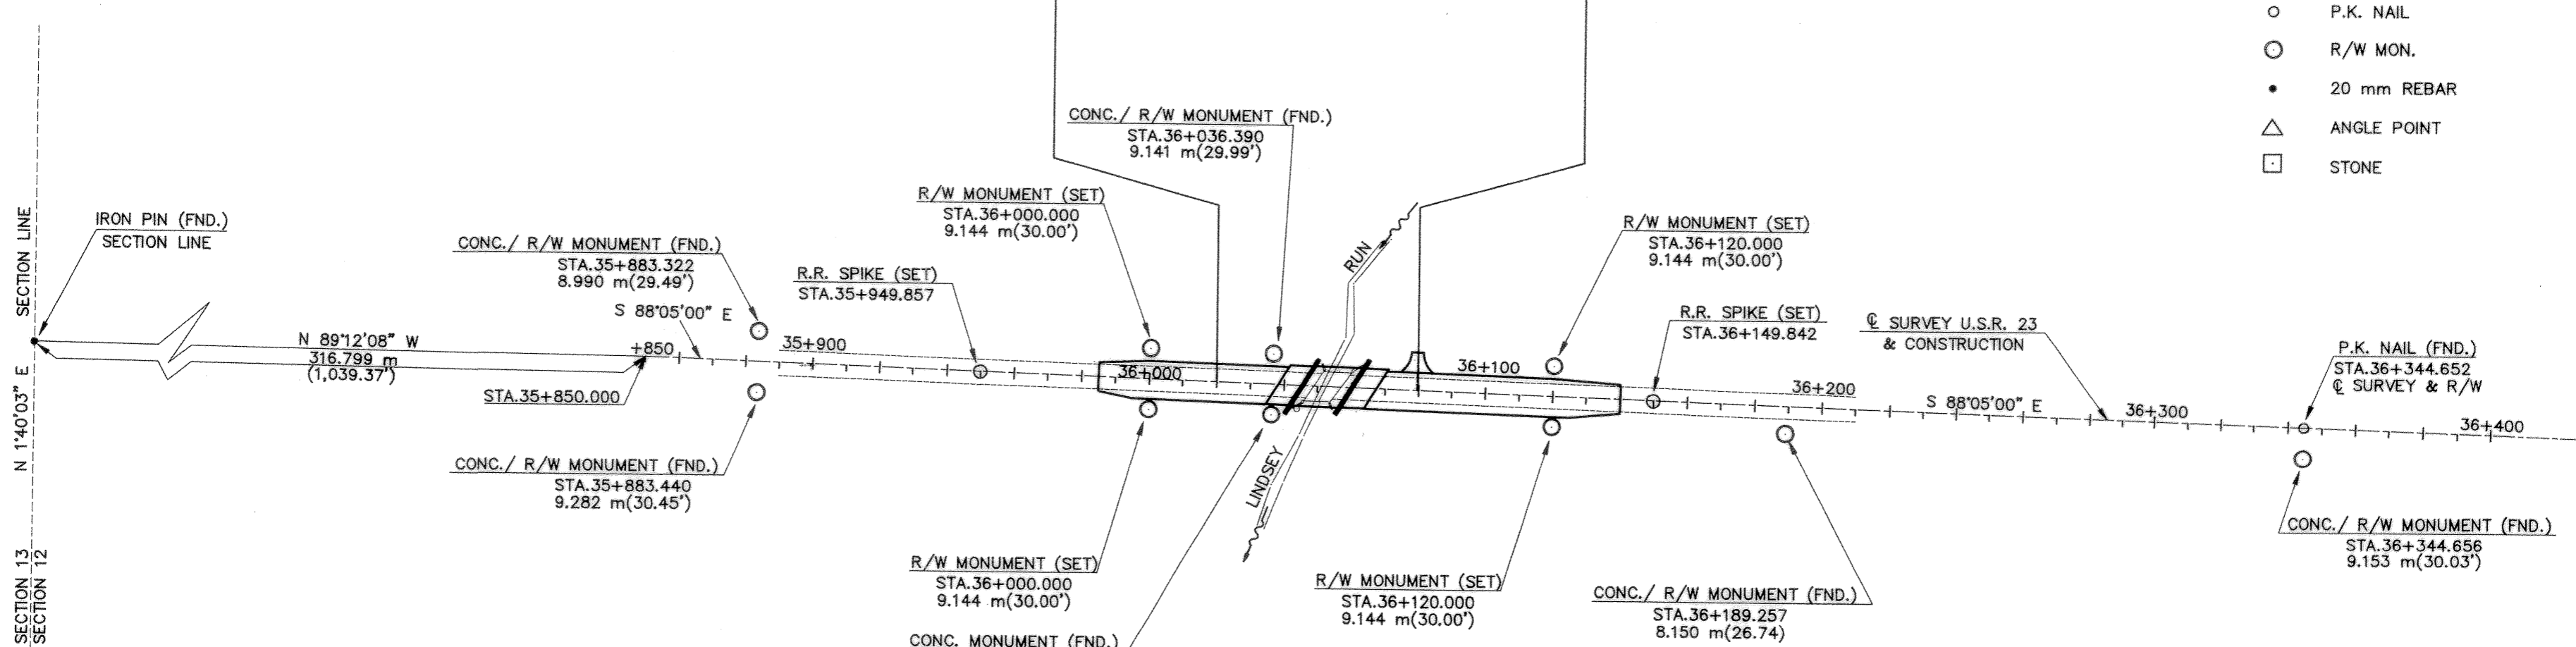 P.K. NAIL
R/W MON.
20 mm REBAR
ANGLE POINT
STONE
SECTION LINE
N 1°40'03" E
SECTION 13
SECTION 12
IRON PIN (FND.)
SECTION LINE
N 89°12'08" W
316.799 m
(1,039.37')
CONC./ R/W MONUMENT (FND.)
STA.35+883.322
8.990 m(29.49')
S 88°05'00" E
+850
STA.35+850.000
35+900
CONC./ R/W MONUMENT (FND.)
STA.35+883.440
9.282 m(30.45')
R.R. SPIKE (SET)
STA.35+949.857
R/W MONUMENT (SET)
STA.36+000.000
9.144 m(30.00')
CONC./ R/W MONUMENT (FND.)
STA.36+036.390
9.141 m(29.99')
36+000
R/W MONUMENT (SET)
STA.36+000.000
9.144 m(30.00')
CONC. MONUMENT (FND.)
LINDSEY
RUN
36+100
R/W MONUMENT (SET)
STA.36+120.000
9.144 m(30.00')
R.R. SPIKE (SET)
STA.36+149.842
R/W MONUMENT (SET)
STA.36+120.000
9.144 m(30.00')
36+200
CONC./ R/W MONUMENT (FND.)
STA.36+189.257
8.150 m(26.74)
℄ SURVEY U.S.R. 23
& CONSTRUCTION
S 88°05'00" E
36+300
P.K. NAIL (FND.)
STA.36+344.652
℄ SURVEY & R/W
36+400
CONC./ R/W MONUMENT (FND.)
STA.36+344.656
9.153 m(30.03')